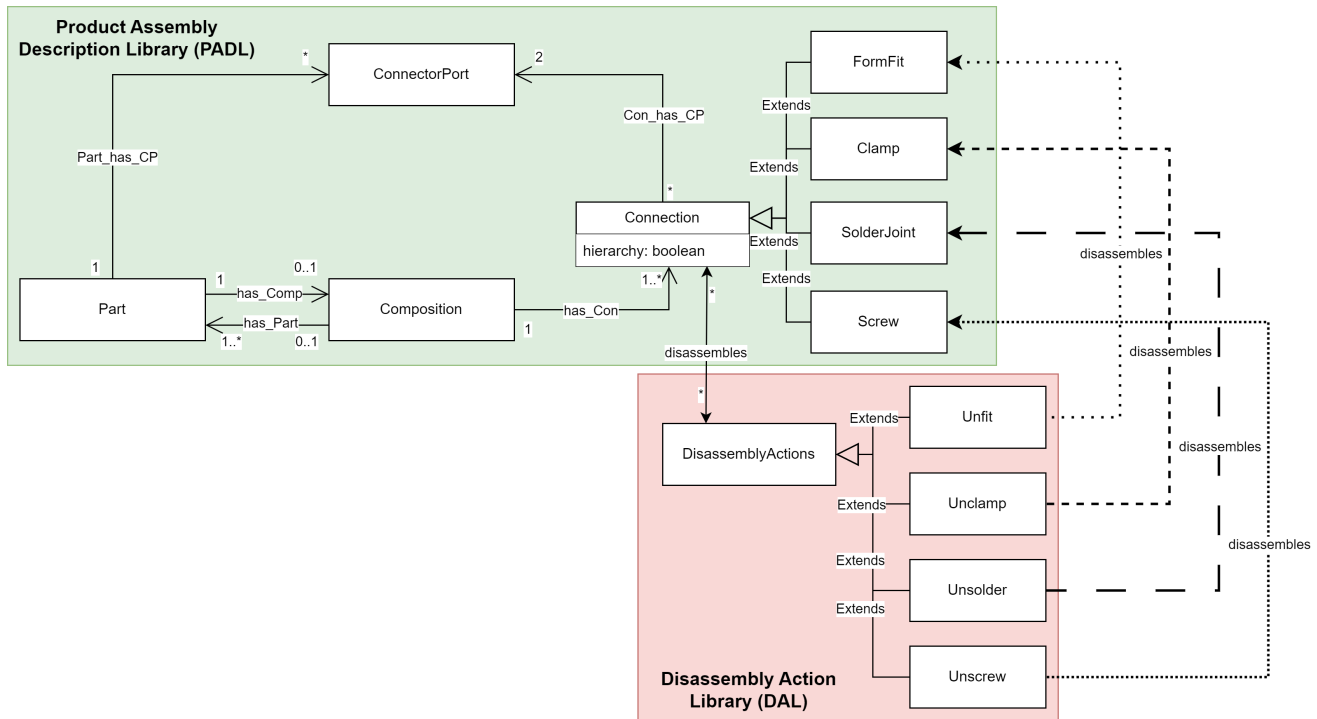 Product Assembly
Description Library (PADL)
*
ConnectorPort
2
FormFit
Extends
Con_has_CP
Part_has_CP
Clamp
Extends
*
Connection
SolderJoint
hierarchy: boolean
Extends
disassembles
1
1
0..1
1..*
Extends
*
has_Comp
Part
Composition
has_Con
has_Part
1
Screw
1..*
0..1
disassembles
disassembles
*
Extends
Unfit
DisassemblyActions
disassembles
Extends
Unclamp
disassembles
Extends
Unsolder
Extends
Disassembly Action
Library (DAL)
Unscrew